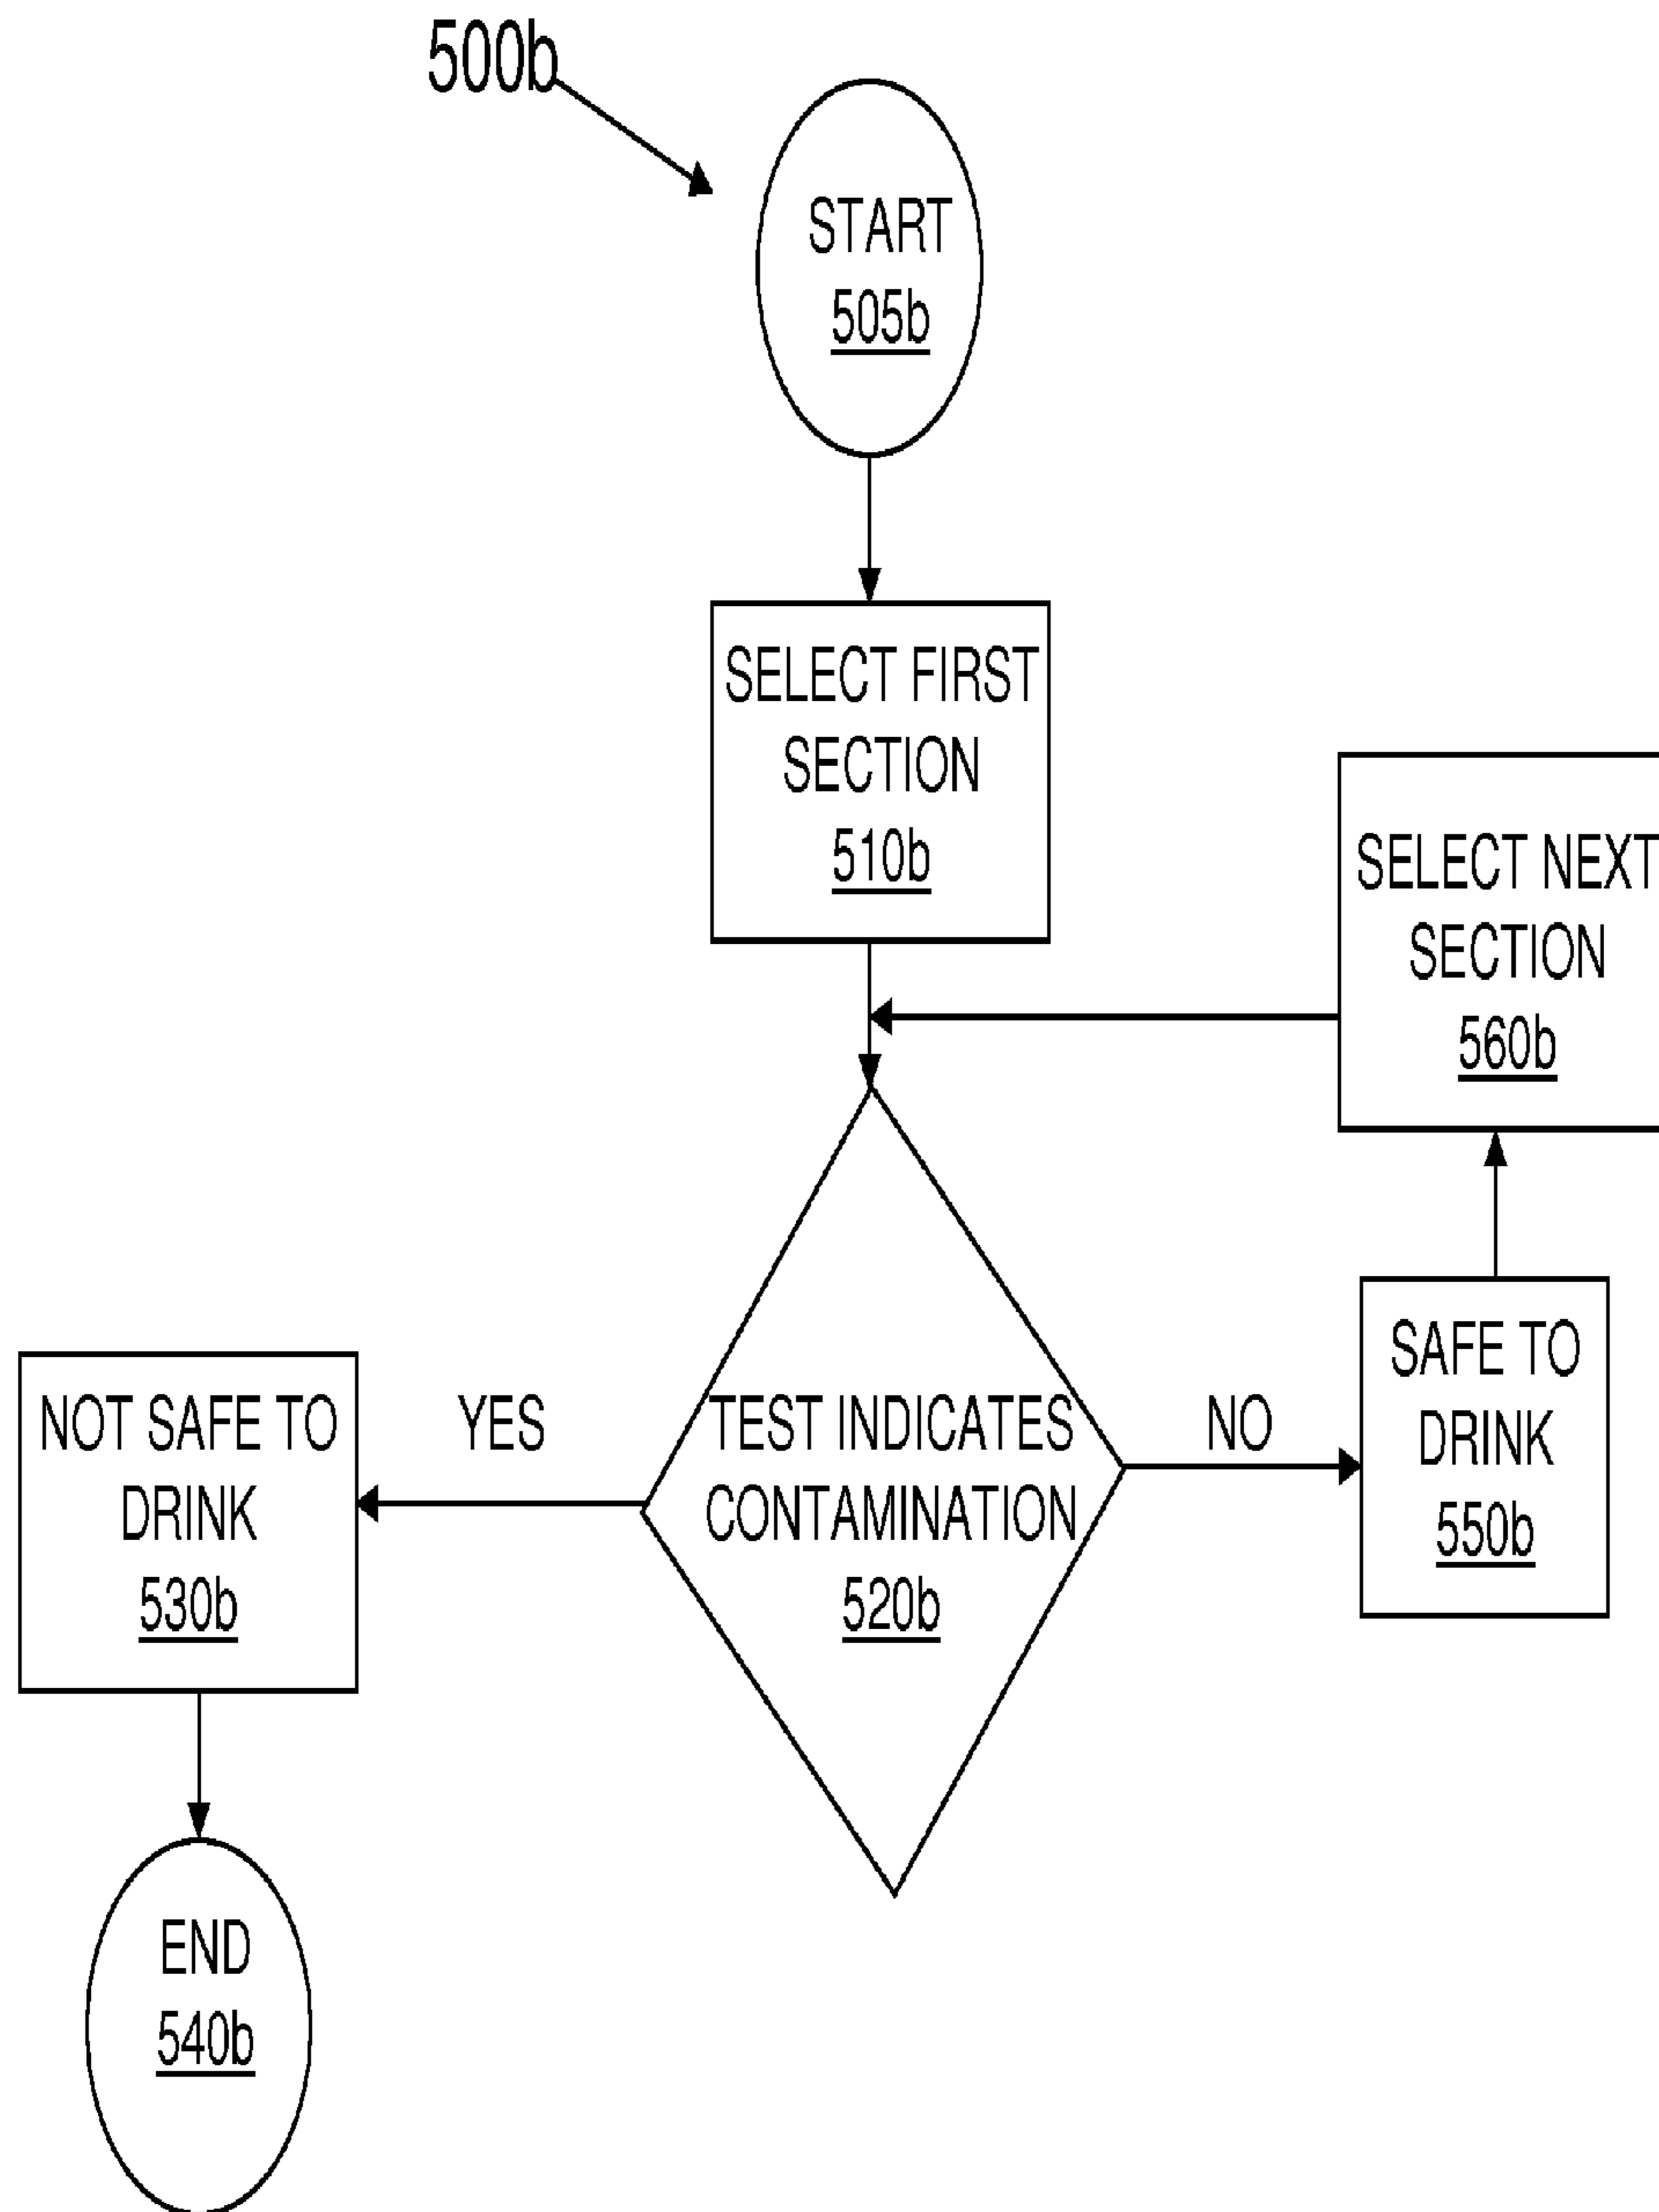 500b
START
505b
SELECT FIRST
SECTION
510b
SELECT NEXT
SECTION
560b
NOT SAFE TO
DRINK
530b
YES
TEST INDICATES
CONTAMINATION
520b
NO
SAFE TO
DRINK
550b
END
540b